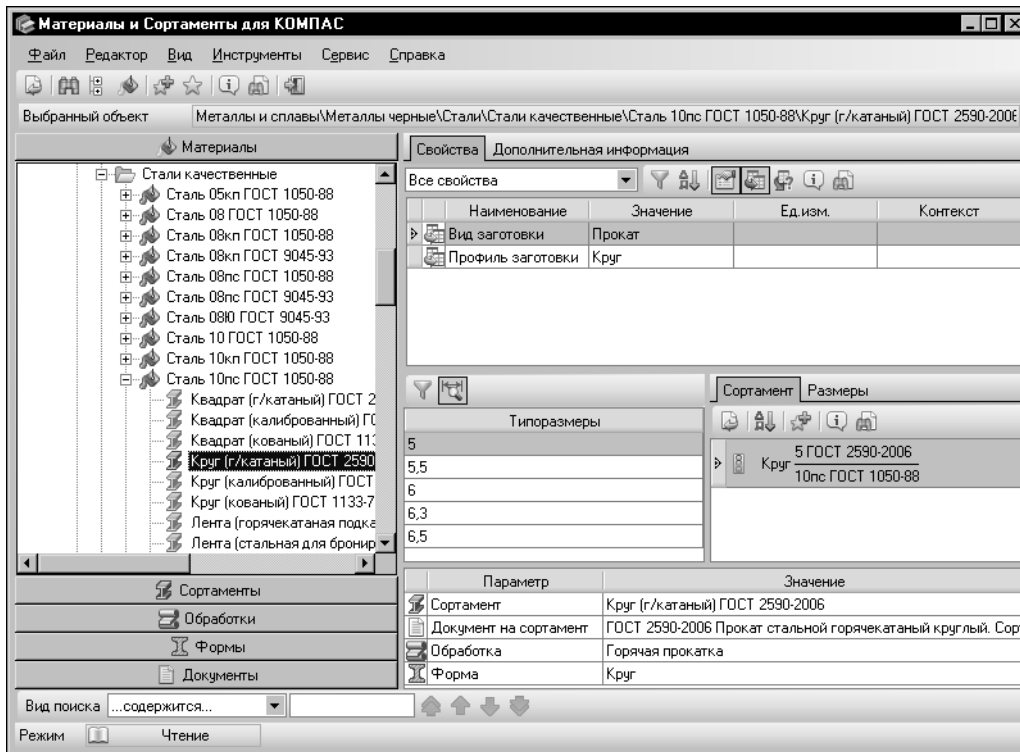 Материалы и Сортаменты для КОМПАС
Файл Редактор Вид Инструменты Сервис Справка
Выбранный объект Металлы и сплавы\Металлы черные\Стали\Стали качественные\Сталь 10пс ГОСТ 1050-88\Круг (г/катаный) ГОСТ 2590-2006
Материалы
Стали качественные
Сталь 05кп ГОСТ 1050-88
Сталь 08 ГОСТ 1050-88
Сталь 08кп ГОСТ 1050-88
Сталь 08кп ГОСТ 9045-93
Сталь 08пс ГОСТ 1050-88
Сталь 08пс ГОСТ 9045-93
Сталь 08Ю ГОСТ 9045-93
Сталь 10 ГОСТ 1050-88
Сталь 10кп ГОСТ 1050-88
Сталь 10пс ГОСТ 1050-88
Квадрат (г/катаный) ГОСТ 2
Квадрат (калиброванный) ГО
Квадрат (кованый) ГОСТ 113
Круг (г/катаный) ГОСТ 2590
Круг (калиброванный) ГОСТ
Круг (кованый) ГОСТ 1133-7
Лента (горячекатаная подка
Лента (стальная для бронир
Сортаменты
Обработки
Формы
Документы
Свойства Дополнительная информация
Все свойства
Наименование Значение Ед.изм. Контекст
Вид заготовки Прокат
Профиль заготовки Круг
Типоразмеры
5
5,5
6
6,3
6,5
Сортамент Размеры
Круг 5 ГОСТ 2590-2006
10пс ГОСТ 1050-88
Параметр Значение
Сортамент Круг (г/катаный) ГОСТ 2590-2006
Документ на сортамент ГОСТ 2590-2006 Прокат стальной горячекатаный круглый. Сор
Обработка Горячая прокатка
Форма Круг
Вид поиска ...содержится...
Режим Чтение